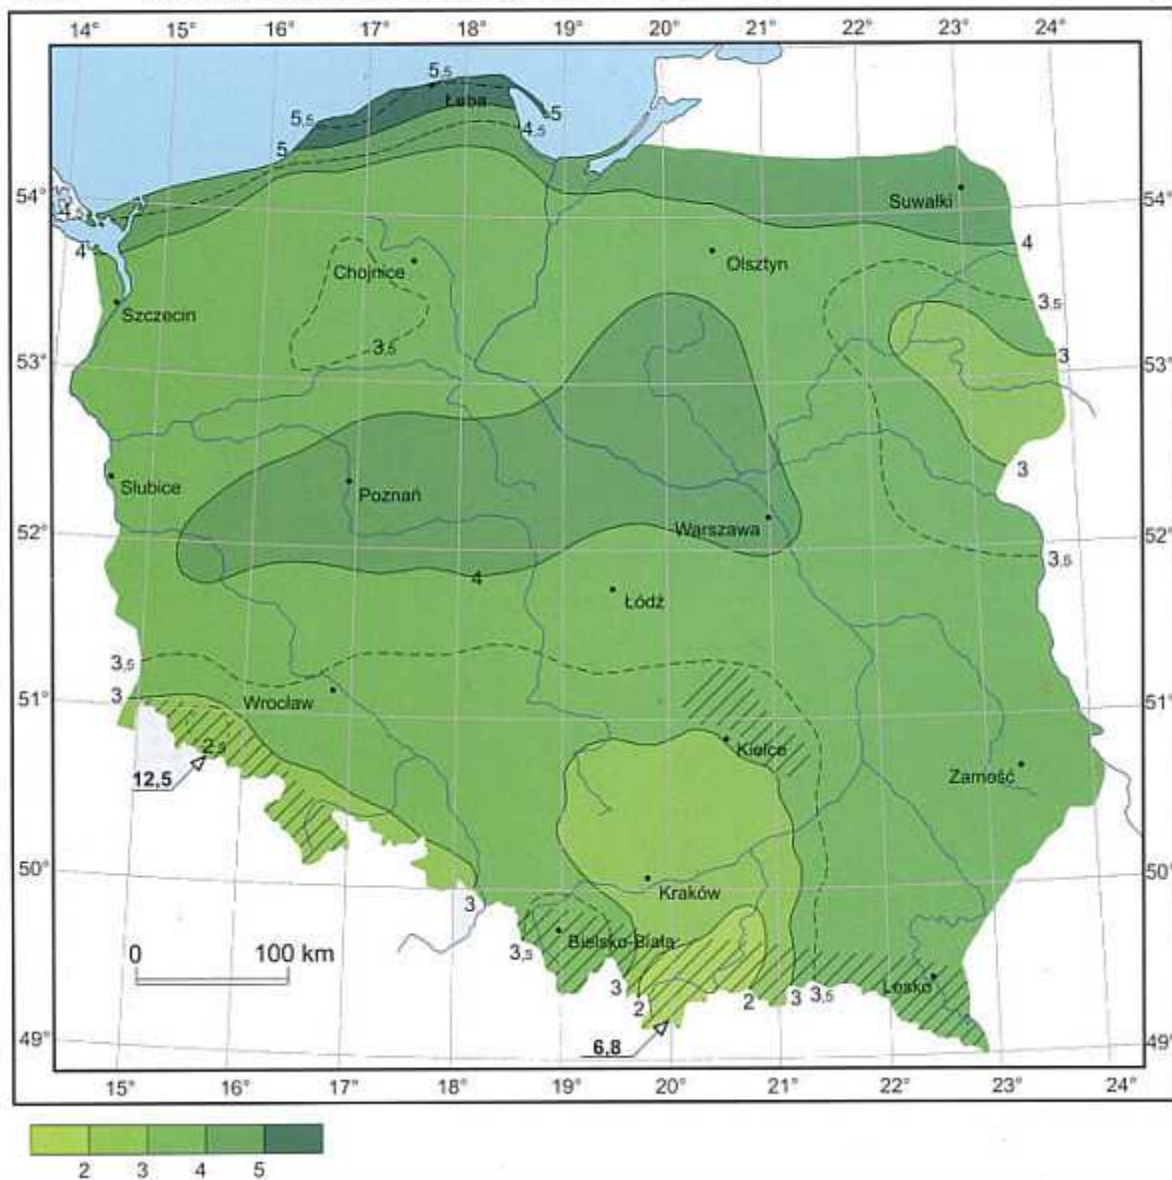 14° 15° 16° 17° 18° 19° 20° 21° 22° 23° 24°
5,5
Łeba
5,5
5
4,5
5
54°
54°
Suwałki
4,5
4
4
Chojnice
Olsztyn
3,5
Szczecin
3,5
53°
3
53°
Słubice
Poznań
3
52°
Warszawa
52°
3,5
4
Łódź
3,5
51°
3
Wrocław
51°
Kielce
2,5
12,5
Zamość
50°
50°
Kraków
3
0 100 km
3,5
Bielsko-Biała
Lesko
3
2
2
3
3,5
49°
6,8
49°
15° 16° 17° 18° 19° 20° 21° 22° 23° 24°
2 3 4 5